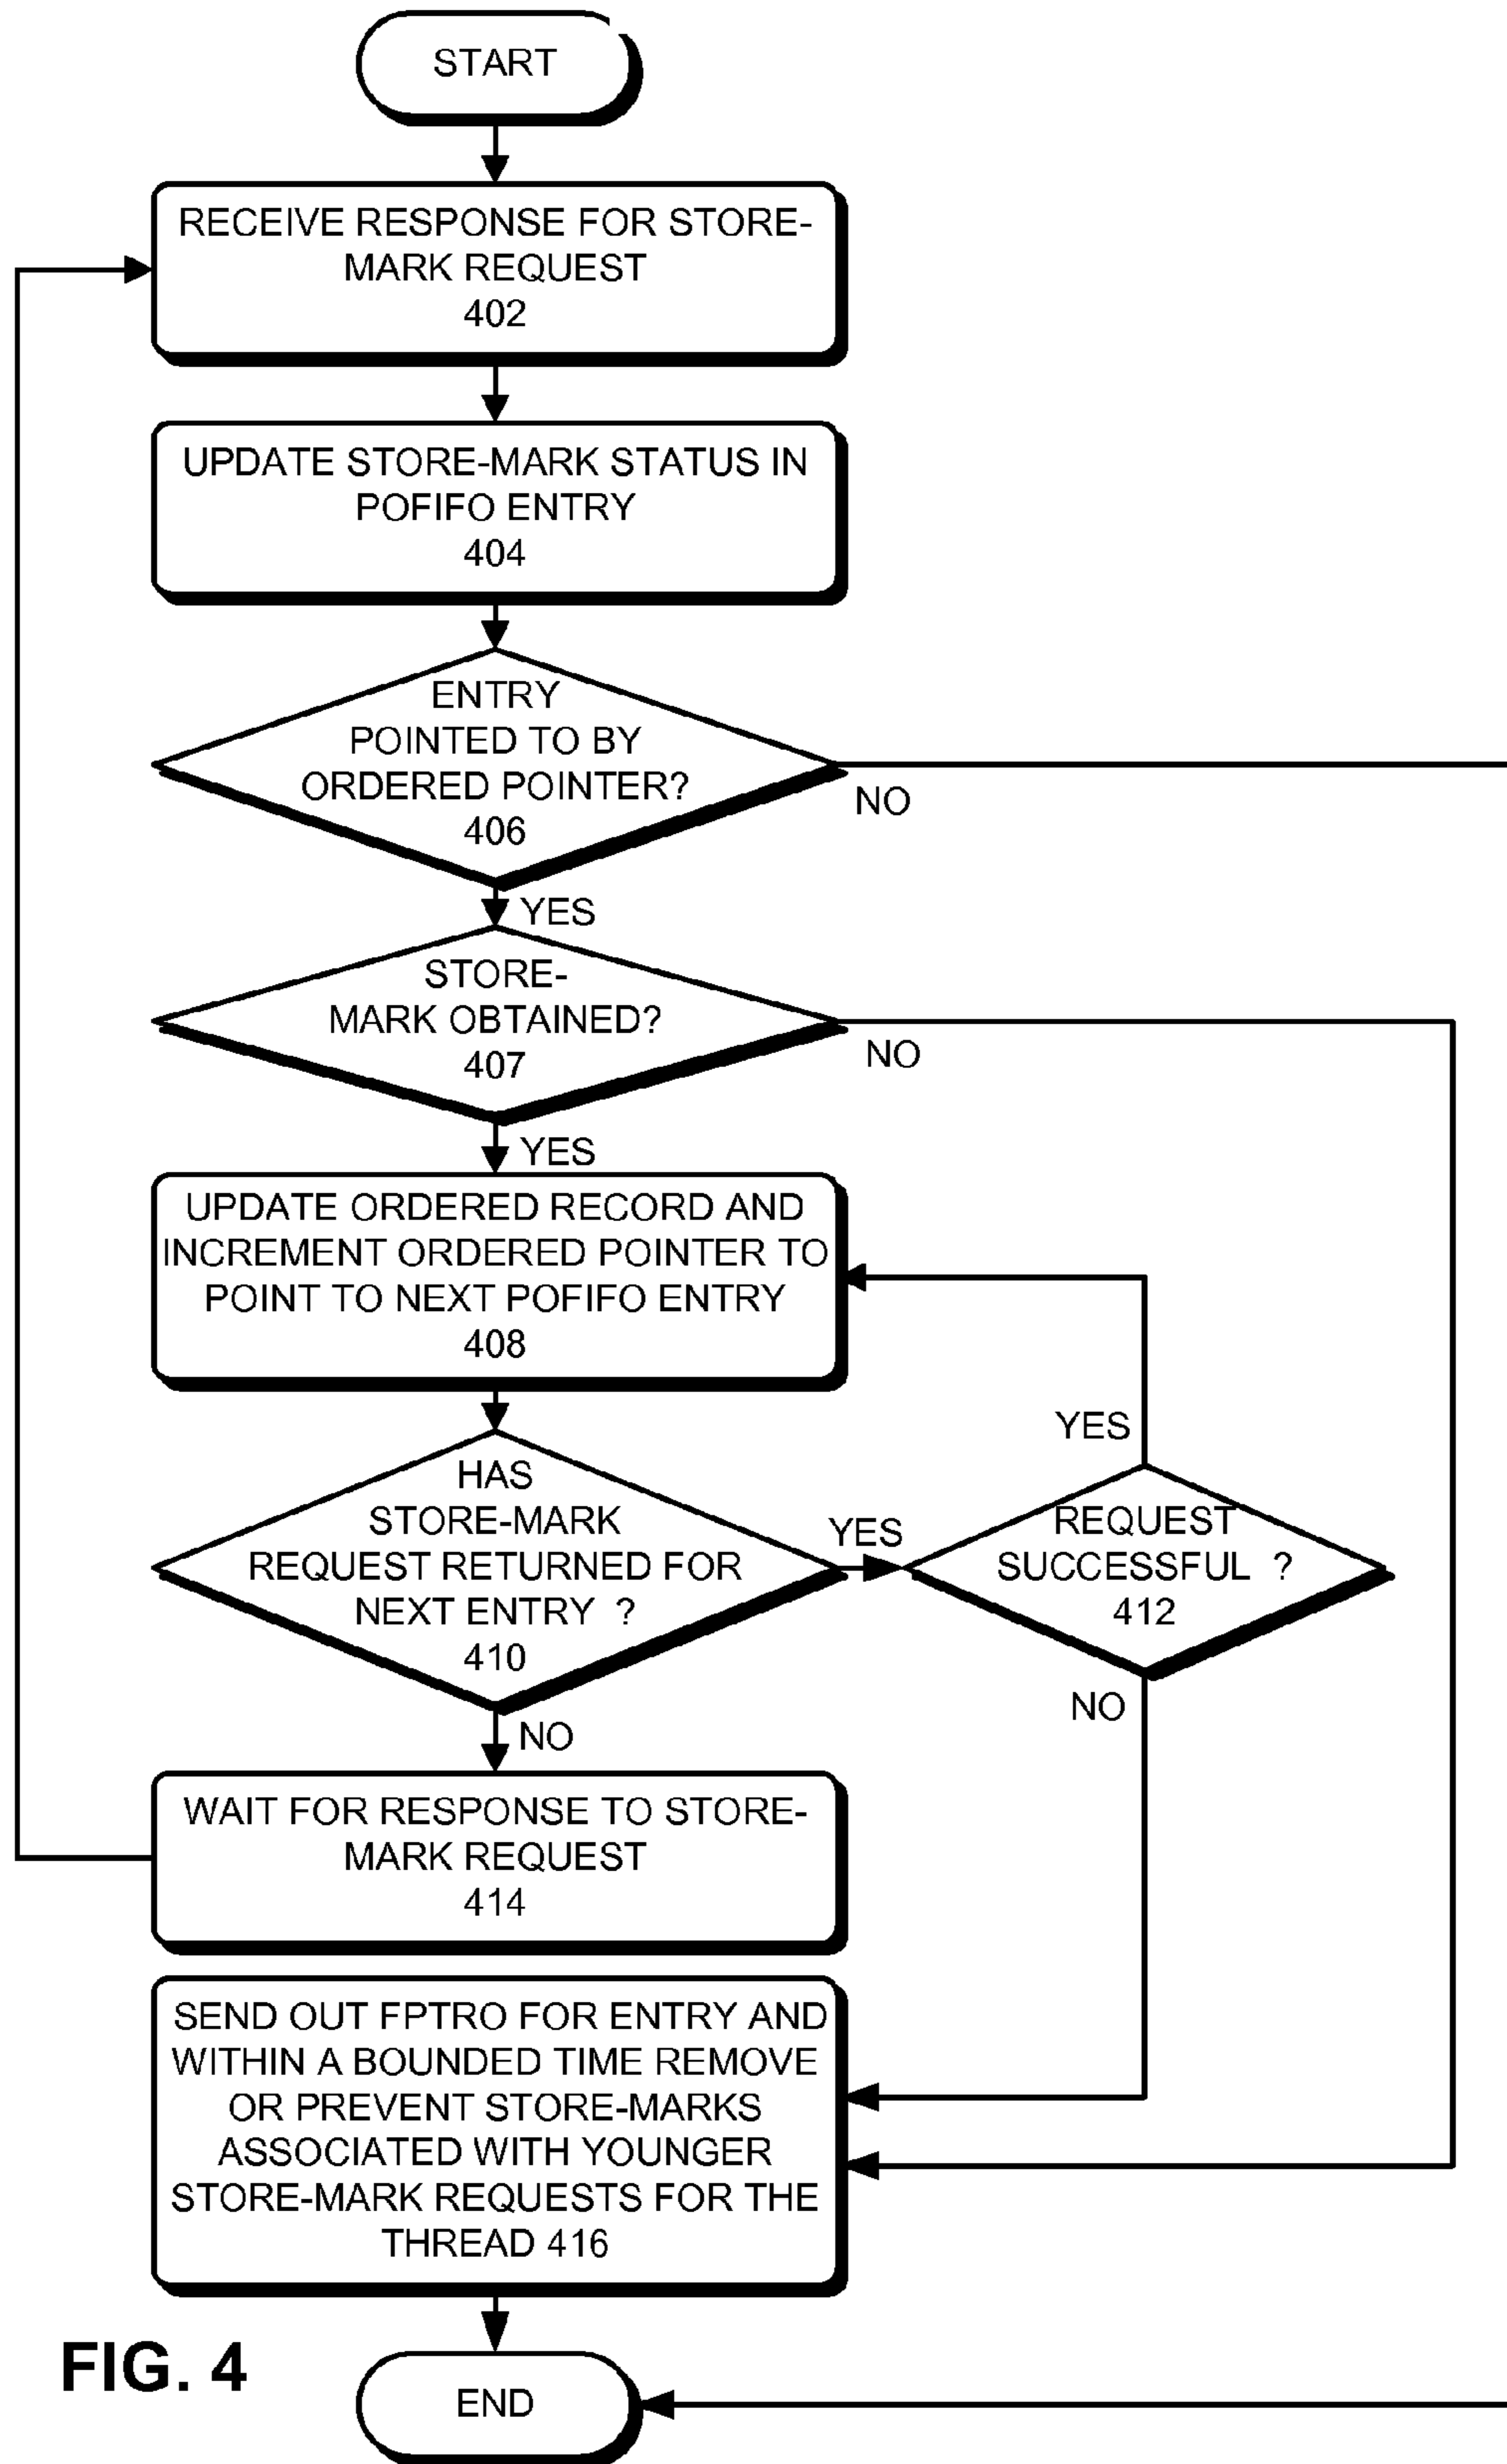 START
RECEIVE RESPONSE FOR STORE-
MARK REQUEST
402
UPDATE STORE-MARK STATUS IN
POFIFO ENTRY
404
ENTRY
POINTED TO BY
ORDERED POINTER?
406
NO
YES
STORE-
MARK OBTAINED?
407
NO
YES
UPDATE ORDERED RECORD AND
INCREMENT ORDERED POINTER TO
POINT TO NEXT POFIFO ENTRY
408
HAS
STORE-MARK
REQUEST RETURNED FOR
NEXT ENTRY ?
410
YES
YES
REQUEST
SUCCESSFUL ?
412
NO
NO
WAIT FOR RESPONSE TO STORE-
MARK REQUEST
414
SEND OUT FPTRO FOR ENTRY AND
WITHIN A BOUNDED TIME REMOVE
OR PREVENT STORE-MARKS
ASSOCIATED WITH YOUNGER
STORE-MARK REQUESTS FOR THE
THREAD 416
FIG. 4
END